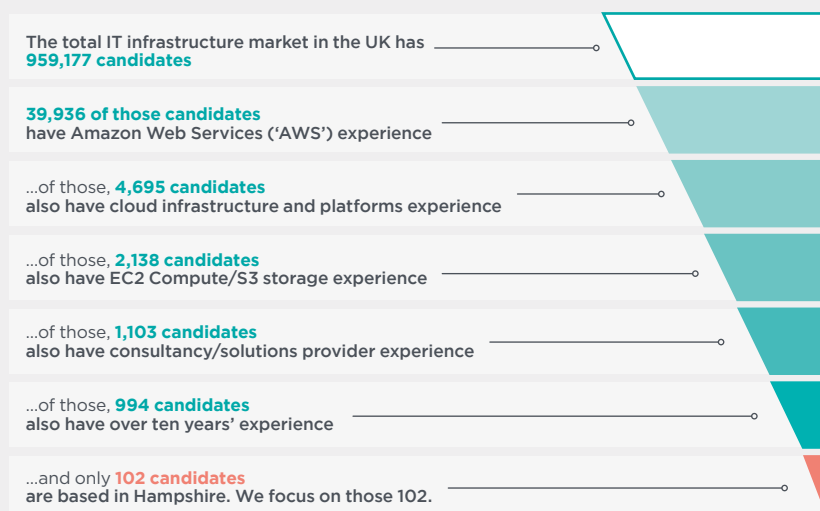 The total IT infrastructure market in the UK has
959,177 candidates
39,936 of those candidates
have Amazon Web Services (‘AWS’) experience
...of those, 4,695 candidates
also have cloud infrastructure and platforms experience
...of those, 2,138 candidates
also have EC2 Compute/S3 storage experience
...of those, 1,103 candidates
also have consultancy/solutions provider experience
...of those, 994 candidates
also have over ten years’ experience
...and only 102 candidates
are based in Hampshire. We focus on those 102.